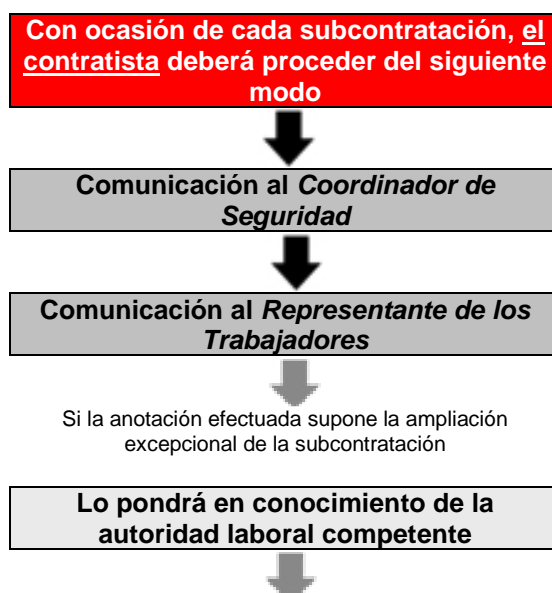 Con ocasión de cada subcontratación, el
contratista deberá proceder del siguiente
modo
Comunicación al Coordinador de
Seguridad
Comunicación al Representante de los
Trabajadores
Si la anotación efectuada supone la ampliación
excepcional de la subcontratación
Lo pondrá en conocimiento de la
autoridad laboral competente